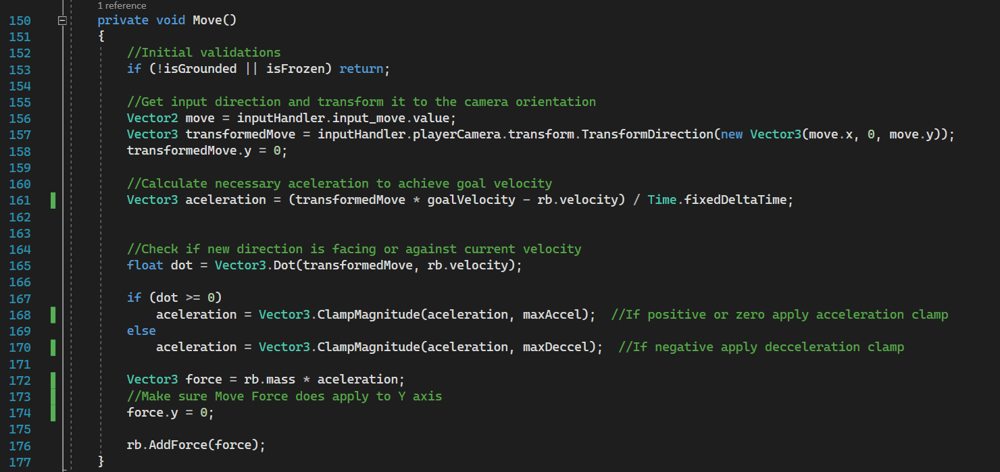 1 reference
150 private void Move()
151 {
152 //Initial validations
153 if (!isGrounded || isFrozen) return;
154
155 //Get input direction and transform it to the camera orientation
156 Vector2 move = inputHandler.input_move.value;
157 Vector3 transformedMove = inputHandler.playerCamera.transform.TransformDirection(new Vector3(move.x, 0, move.y));
158 transformedMove.y = 0;
159
160 //Calculate necessary aceleration to achieve goal velocity
161 Vector3 aceleration = (transformedMove * goalVelocity - rb.velocity) / Time.fixedDeltaTime;
162
163
164 //Check if new direction is facing or against current velocity
165 float dot = Vector3.Dot(transformedMove, rb.velocity);
166
167 if (dot >= 0)
168 aceleration = Vector3.ClampMagnitude(aceleration, maxAccel); //If positive or zero apply acceleration clamp
169 else
170 aceleration = Vector3.ClampMagnitude(aceleration, maxDeccel); //If negative apply decceleration clamp
171
172 Vector3 force = rb.mass * aceleration;
173 //Make sure Move Force does apply to Y axis
174 force.y = 0;
175
176 rb.AddForce(force);
177 }